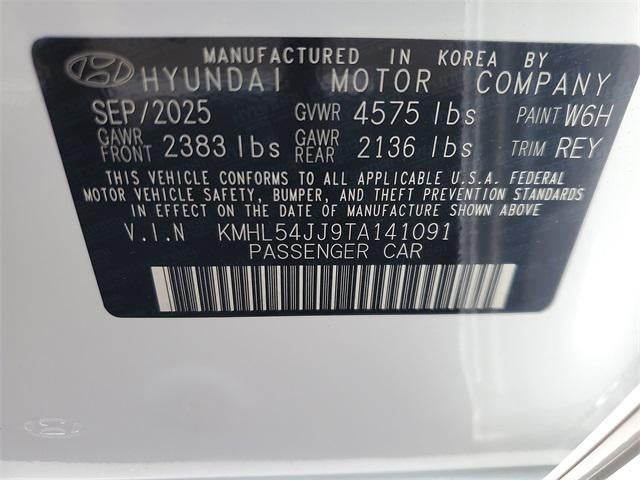 MANUFACTURED IN KOREA BY
HYUNDAI MOTOR COMPANY
SEP/2025 GVWR 4575 lbs PAINT W6H
GAWR FRONT 2383 lbs GAWR REAR 2136 lbs TRIM REY
THIS VEHICLE CONFORMS TO ALL APPLICABLE U.S.A. FEDERAL
MOTOR VEHICLE SAFETY, BUMPER, AND THEFT PREVENTION STANDARDS
IN EFFECT ON THE DATE OF MANUFACTURE SHOWN ABOVE
V.I.N KMHL54JJ9TA141091
PASSENGER CAR